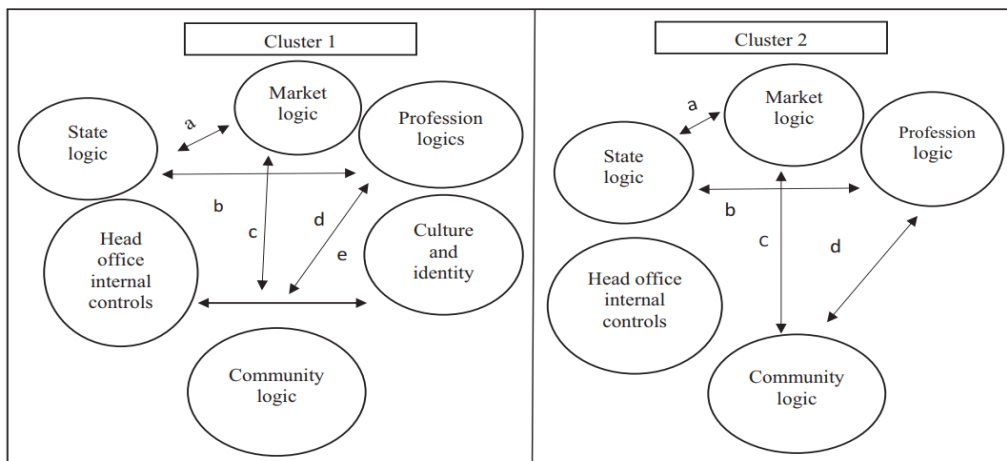 Cluster 1
Market
logic
a
State
logic
Profession
logics
b
c
d
e
Head
office
internal
controls
Culture
and
identity
Community
logic
Cluster 2
a
Market
logic
State
logic
Profession
logic
b
c
d
Head office
internal
controls
Community
logic